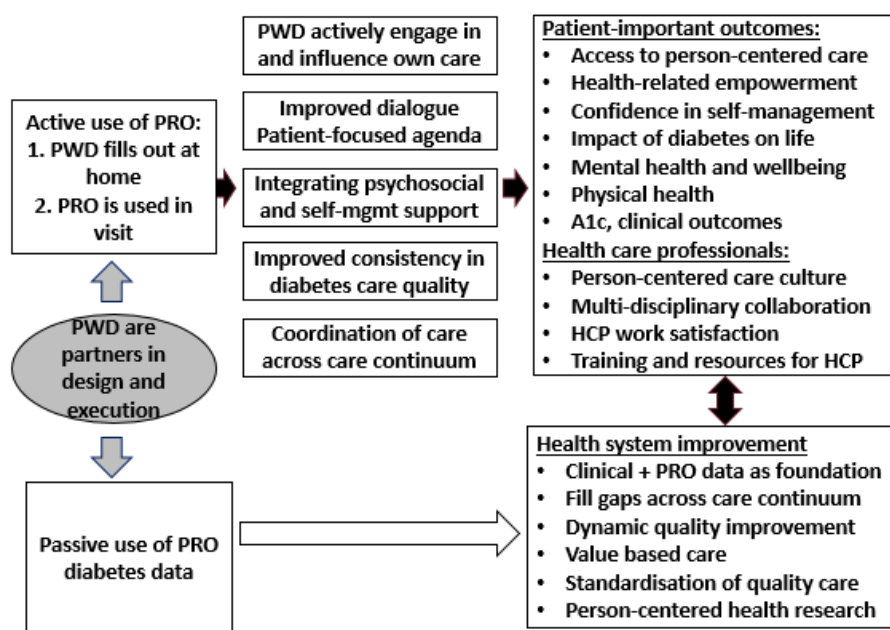 PWD actively engage in
and influence own care
Improved dialogue
Patient-focused agenda
Active use of PRO:
1. PWD fills out at
home
2. PRO is used in
visit
Integrating psychosocial
and self-mgmt support
Improved consistency in
diabetes care quality
Coordination of care
across care continuum
PWD are
partners in
design and
execution
Passive use of PRO
diabetes data
Patient-important outcomes:
• Access to person-centered care
• Health-related empowerment
• Confidence in self-management
• Impact of diabetes on life
• Mental health and wellbeing
• Physical health
• A1c, clinical outcomes
Health care professionals:
• Person-centered care culture
• Multi-disciplinary collaboration
• HCP work satisfaction
• Training and resources for HCP
Health system improvement
• Clinical + PRO data as foundation
• Fill gaps across care continuum
• Dynamic quality improvement
• Value based care
• Standardisation of quality care
• Person-centered health research